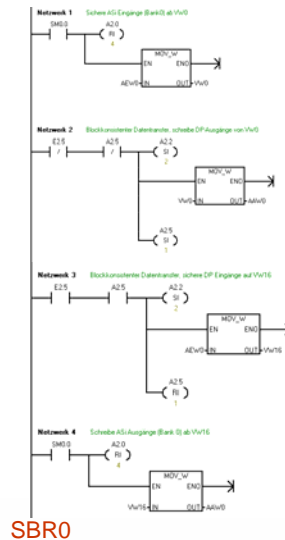 Netzwerk 1 Sichere ASi Eingänge (Bank0) ab VW0
SM0.0 A2.0
RI
4
MOV_W
EN ENO
AEW0 IN OUT VW0
Netzwerk 2 Blockkonsistenter Datentransfer, schreibe DP-Ausgänge von VW0
E2.5 A2.5 A2.2
/ / SI
2
MOV_W
EN ENO
VW0 IN OUT AAW0
A2.5
SI
1
Netzwerk 3 Blockkonsistenter Datentransfer, sichere DP Eingänge auf VW16
E2.5 A2.5 A2.2
SI
2
MOV_W
EN ENO
AEW0 IN OUT VW16
A2.5
RI
1
Netzwerk 4 Schreibe ASi Ausgänge (Bank 0) ab VW16
SM0.0 A2.0
RI
4
MOV_W
EN ENO
VW16 IN OUT AAW0
SBR0